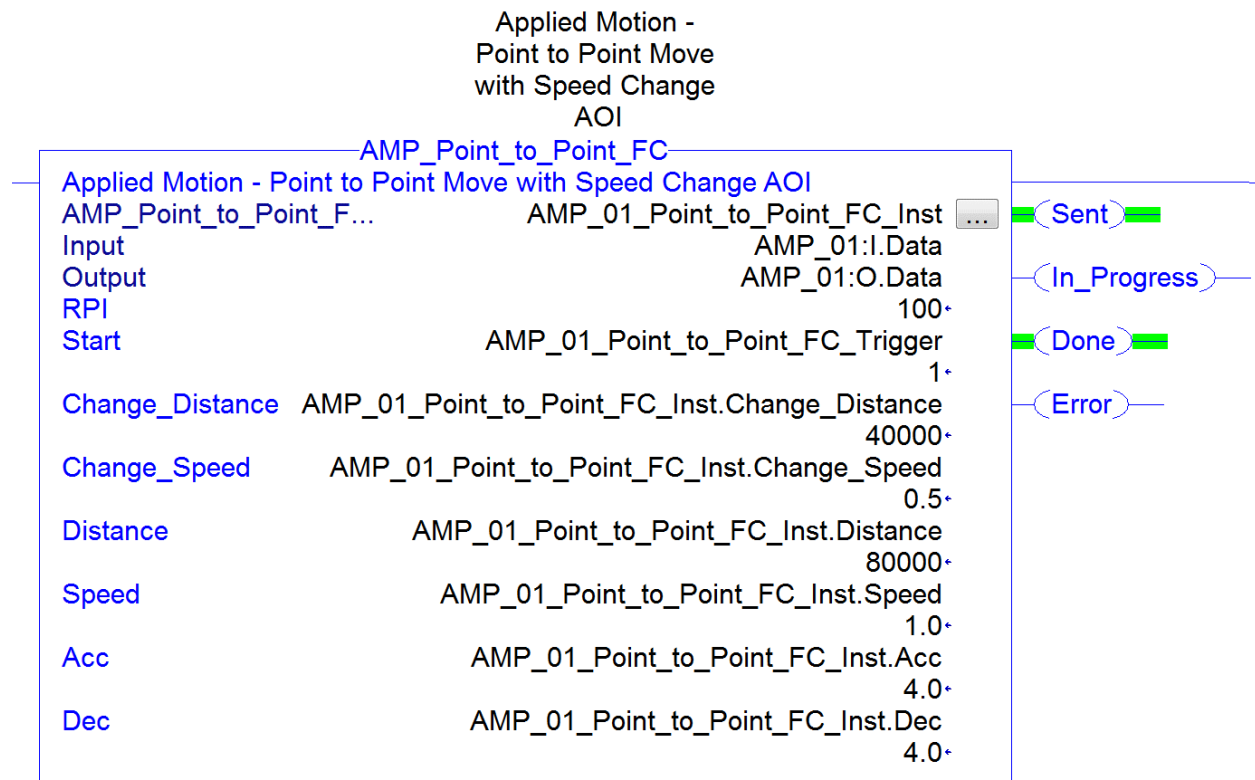 Applied Motion -
Point to Point Move
with Speed Change
AOI
AMP_Point_to_Point_FC
Applied Motion - Point to Point Move with Speed Change AOI
AMP_Point_to_Point_F... AMP_01_Point_to_Point_FC_Inst ... Sent
Input AMP_01:I.Data
Output AMP_01:O.Data In_Progress
RPI 100
Start AMP_01_Point_to_Point_FC_Trigger Done
1
Change_Distance AMP_01_Point_to_Point_FC_Inst.Change_Distance Error
40000
Change_Speed AMP_01_Point_to_Point_FC_Inst.Change_Speed
0.5
Distance AMP_01_Point_to_Point_FC_Inst.Distance
80000
Speed AMP_01_Point_to_Point_FC_Inst.Speed
1.0
Acc AMP_01_Point_to_Point_FC_Inst.Acc
4.0
Dec AMP_01_Point_to_Point_FC_Inst.Dec
4.0